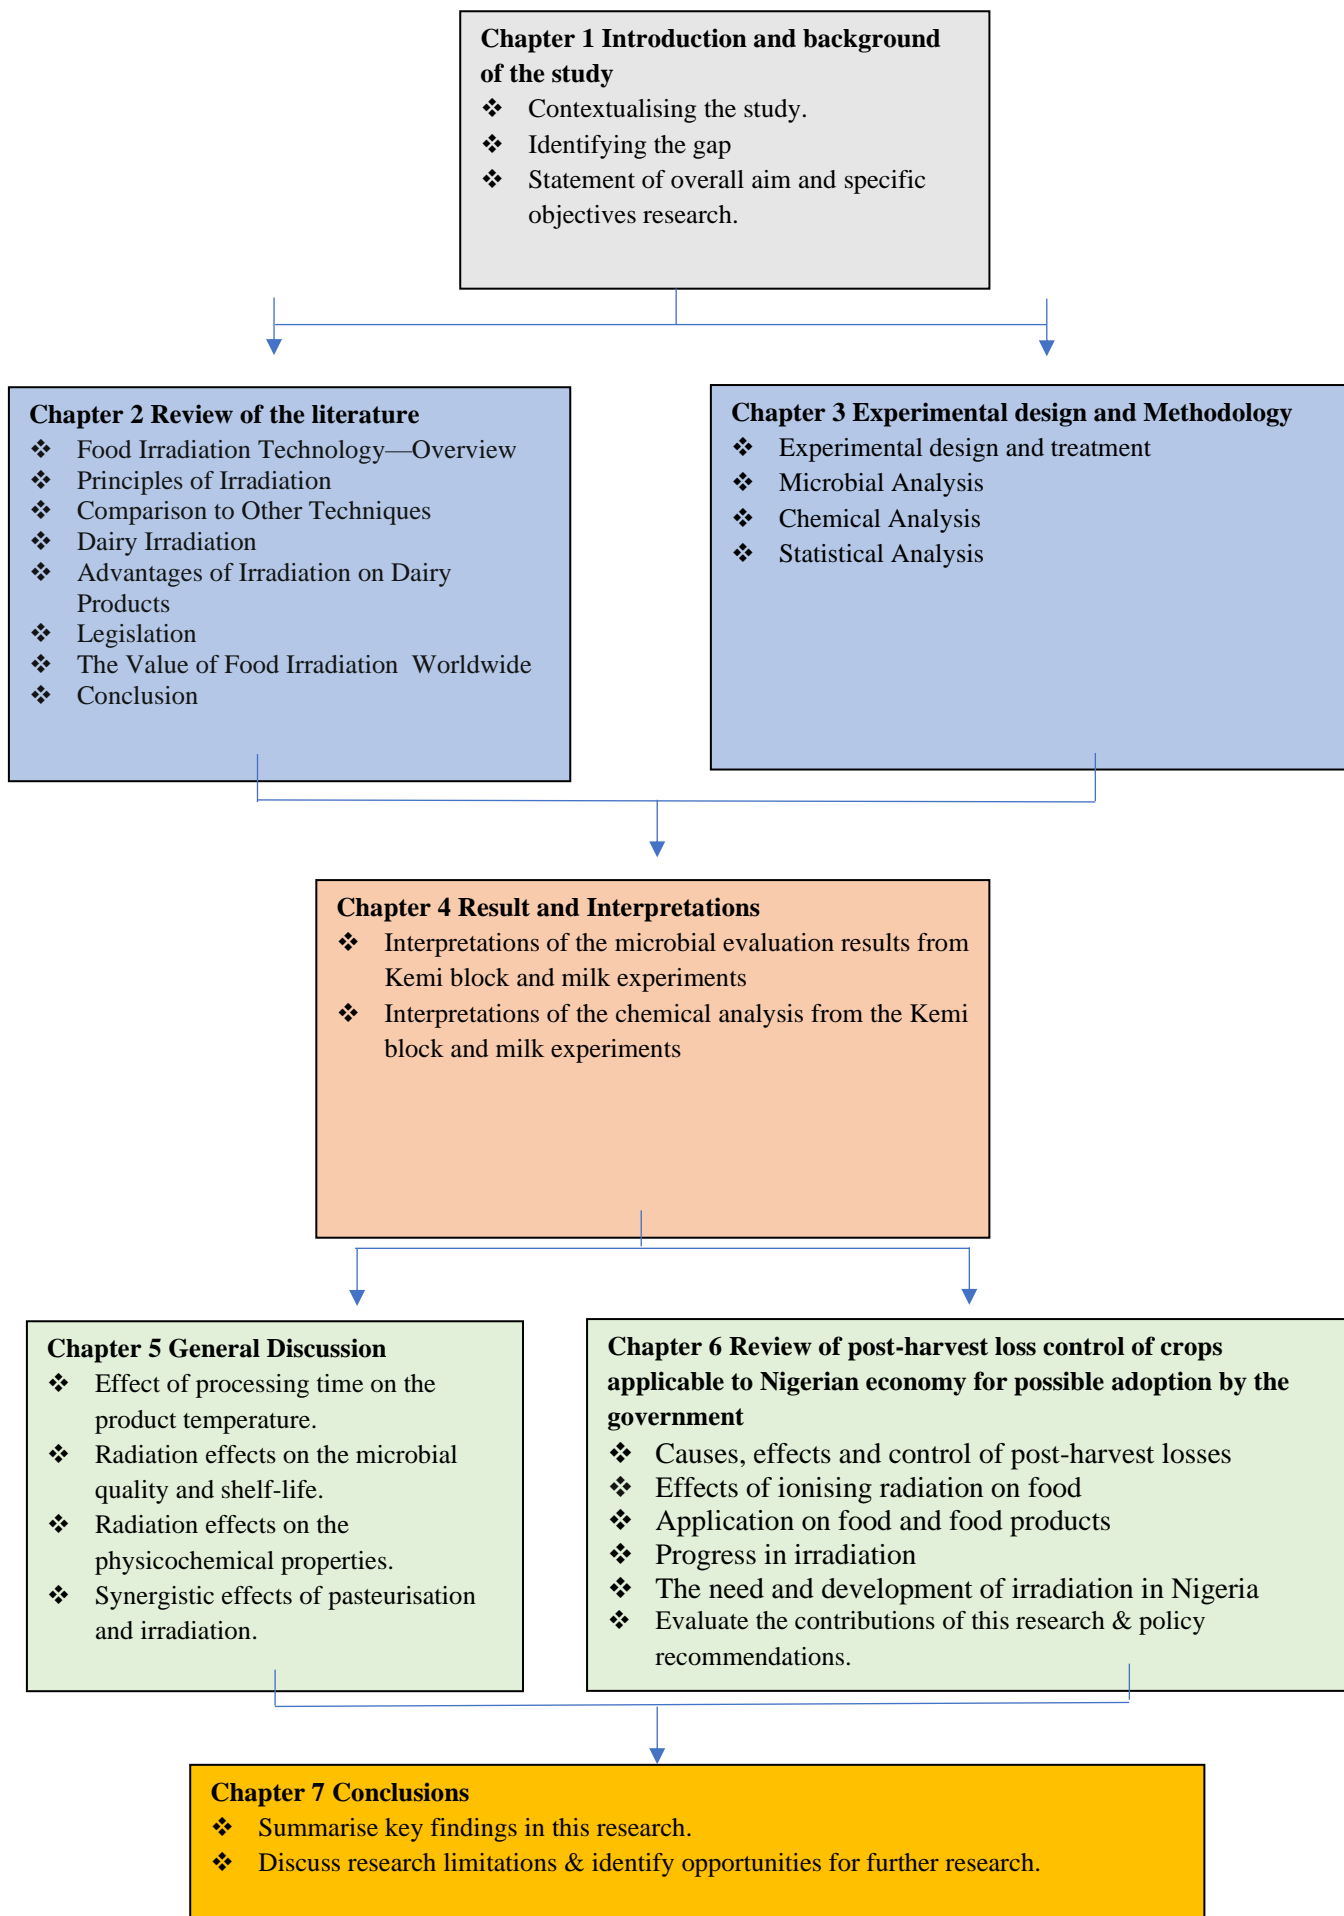 Chapter 1 Introduction and background
of the study
❖ Contextualising the study.
❖ Identifying the gap
❖ Statement of overall aim and specific
objectives research.
Chapter 2 Review of the literature
❖ Food Irradiation Technology—Overview
❖ Principles of Irradiation
❖ Comparison to Other Techniques
❖ Dairy Irradiation
❖ Advantages of Irradiation on Dairy
Products
❖ Legislation
❖ The Value of Food Irradiation Worldwide
❖ Conclusion
Chapter 3 Experimental design and Methodology
❖ Experimental design and treatment
❖ Microbial Analysis
❖ Chemical Analysis
❖ Statistical Analysis
Chapter 4 Result and Interpretations
❖ Interpretations of the microbial evaluation results from
Kemi block and milk experiments
❖ Interpretations of the chemical analysis from the Kemi
block and milk experiments
Chapter 5 General Discussion
❖ Effect of processing time on the
product temperature.
❖ Radiation effects on the microbial
quality and shelf-life.
❖ Radiation effects on the
physicochemical properties.
❖ Synergistic effects of pasteurisation
and irradiation.
Chapter 6 Review of post-harvest loss control of crops
applicable to Nigerian economy for possible adoption by the
government
❖ Causes, effects and control of post-harvest losses
❖ Effects of ionising radiation on food
❖ Application on food and food products
❖ Progress in irradiation
❖ The need and development of irradiation in Nigeria
❖ Evaluate the contributions of this research & policy
recommendations.
Chapter 7 Conclusions
❖ Summarise key findings in this research.
❖ Discuss research limitations & identify opportunities for further research.